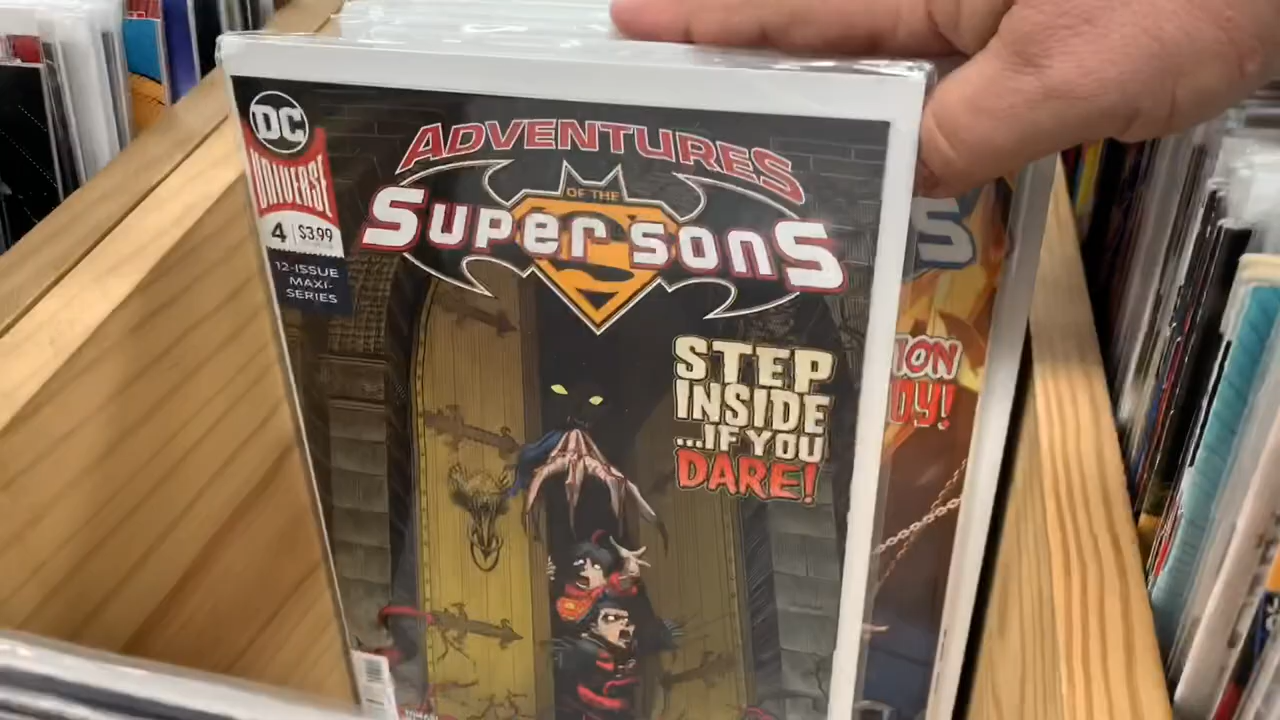 DC
UNIVERSE
4 $3.99
12-ISSUE
MAXI-
SERIES
ADVENTURES
OF THE
SUPER SONS
STEP
INSIDE
...IF YOU
DARE!
S
ION
DY!